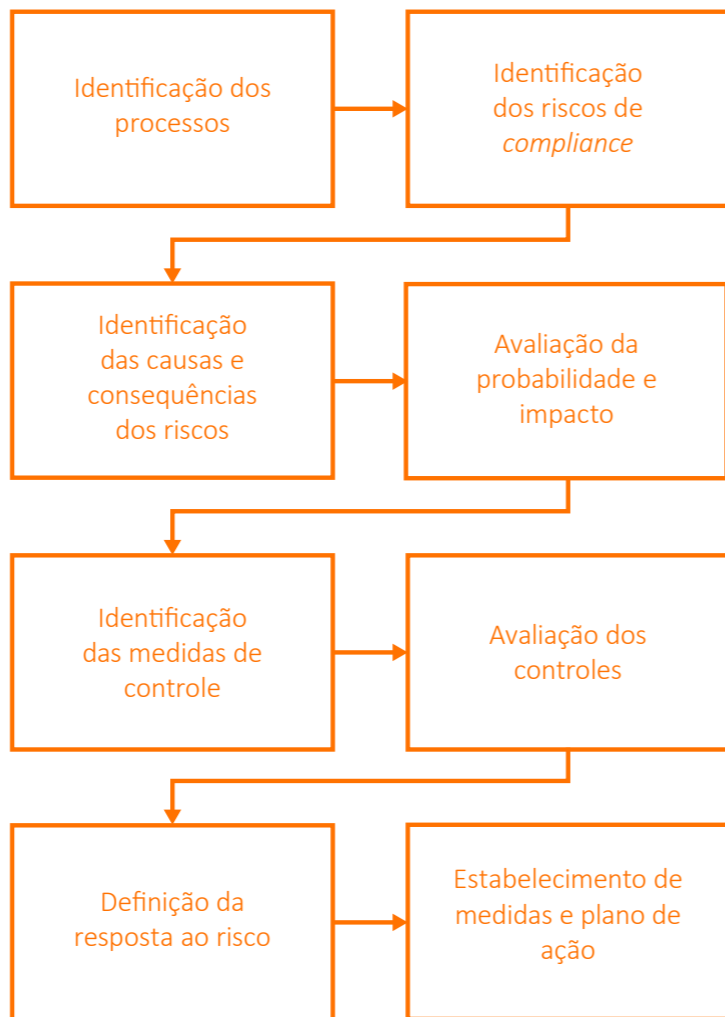 Identificação dos
processos
Identificação
dos riscos de
compliance
Identificação
das causas e
consequências
dos riscos
Avaliação da
probabilidade e
impacto
Identificação
das medidas de
controle
Avaliação dos
controles
Definição da
resposta ao risco
Estabelecimento de
medidas e plano de
ação